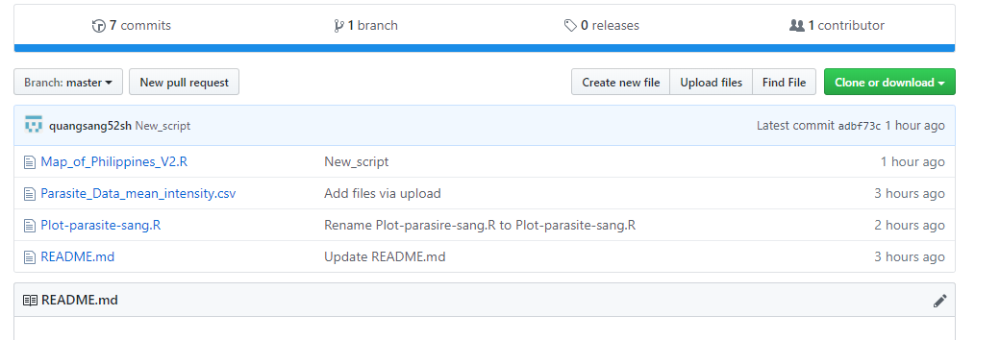 7 commits 1 branch 0 releases 1 contributor
Branch: master New pull request Create new file Upload files Find File Clone or download
quangsang52sh New_script Latest commit adbf73c 1 hour ago
Map_of_Philippines_V2.R New_script 1 hour ago
Parasite_Data_mean_intensity.csv Add files via upload 3 hours ago
Plot-parasite-sang.R Rename Plot-parasire-sang.R to Plot-parasite-sang.R 2 hours ago
README.md Update README.md 3 hours ago
README.md